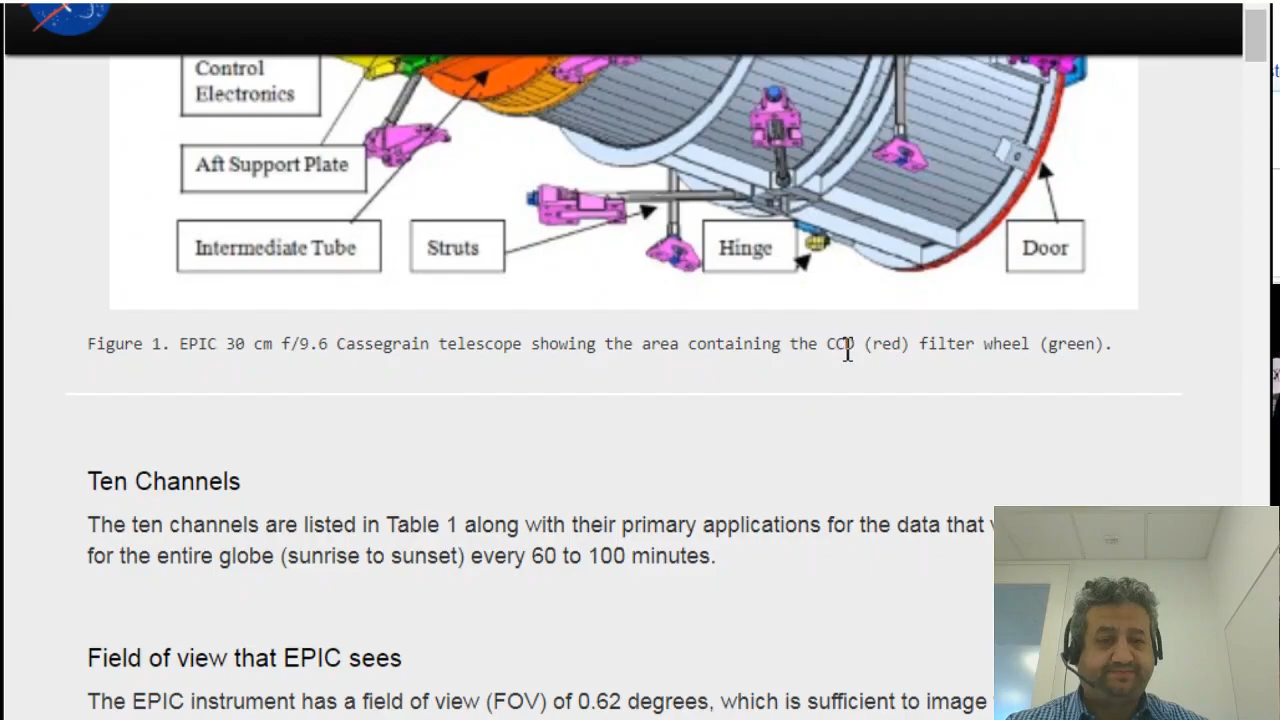 Control
Electronics
Aft Support Plate
Intermediate Tube
Struts
Hinge
Door
Figure 1. EPIC 30 cm f/9.6 Cassegrain telescope showing the area containing the CCD (red) filter wheel (green).
Ten Channels
The ten channels are listed in Table 1 along with their primary applications for the data that
for the entire globe (sunrise to sunset) every 60 to 100 minutes.
Field of view that EPIC sees
The EPIC instrument has a field of view (FOV) of 0.62 degrees, which is sufficient to image